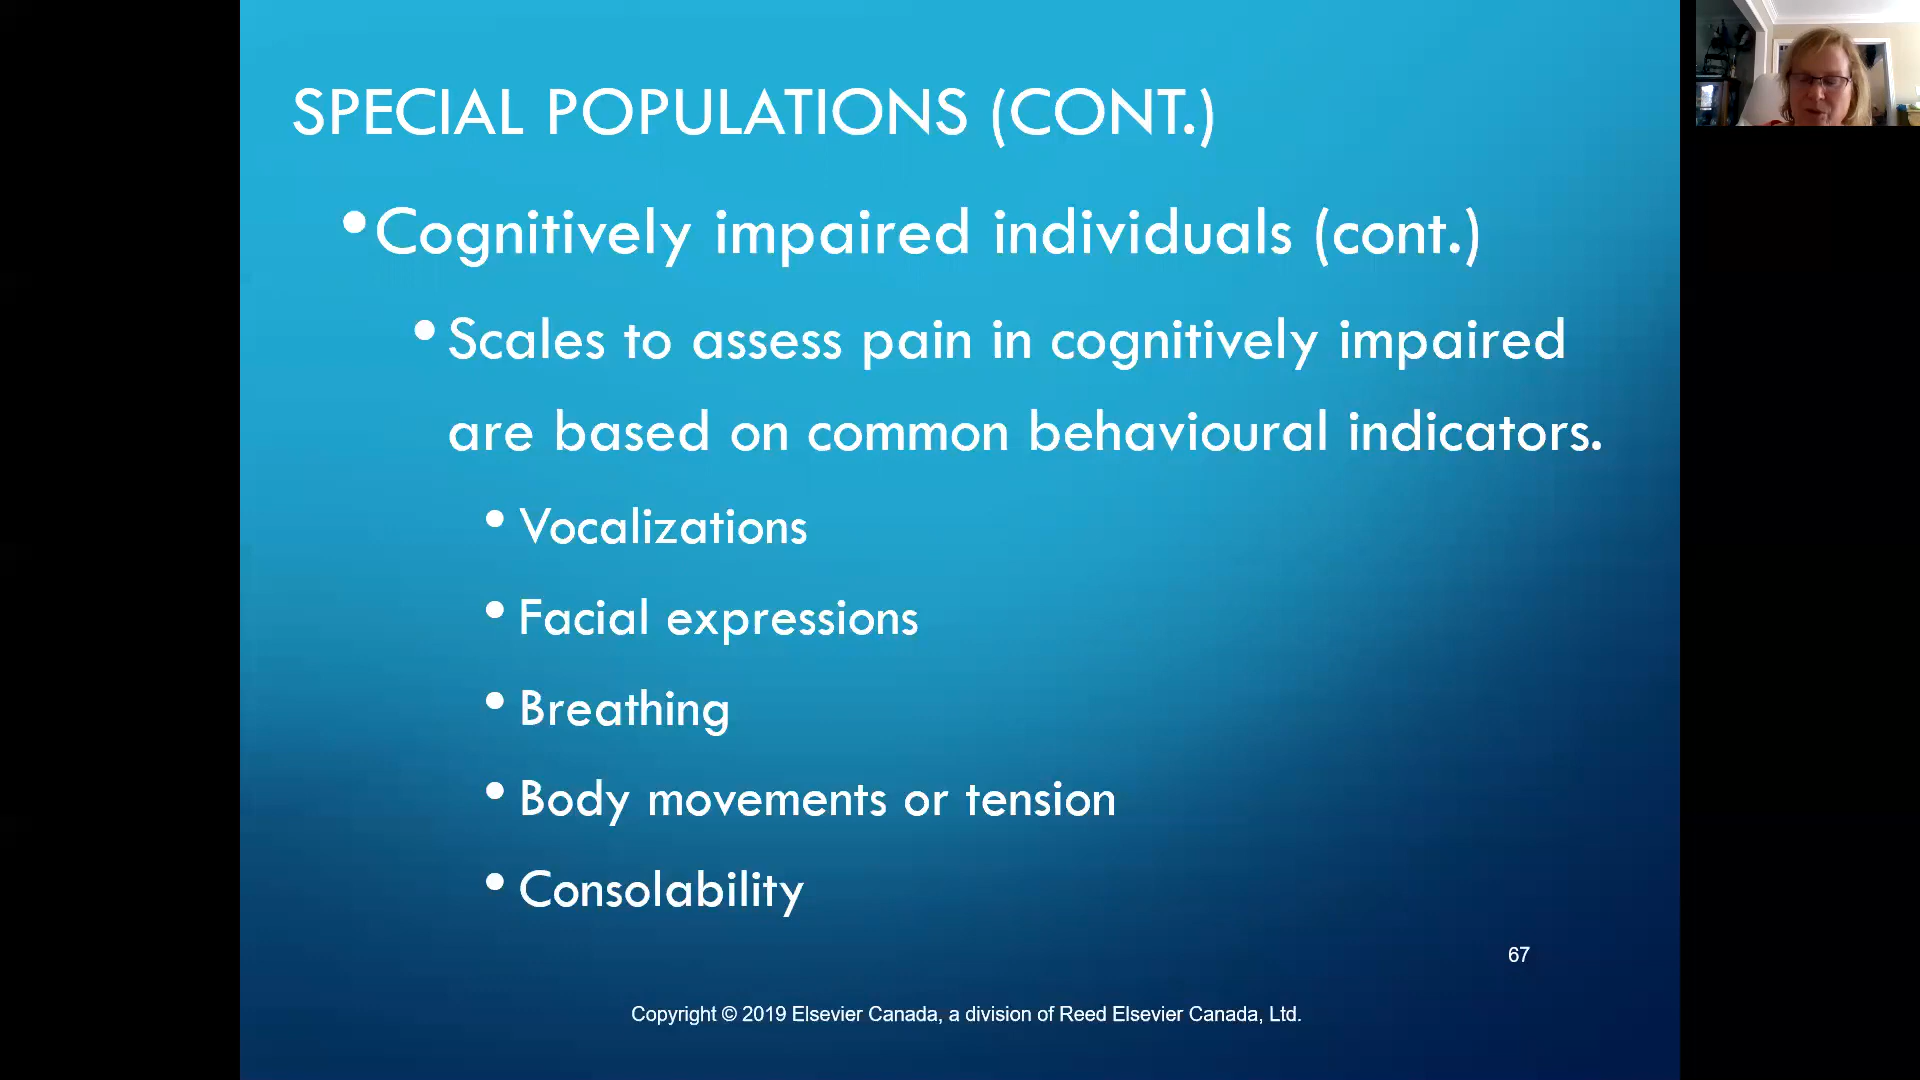 SPECIAL POPULATIONS (CONT.)
•Cognitively impaired individuals (cont.)
•Scales to assess pain in cognitively impaired
are based on common behavioural indicators.
•Vocalizations
•Facial expressions
•Breathing
•Body movements or tension
•Consolability
67
Copyright © 2019 Elsevier Canada, a division of Reed Elsevier Canada, Ltd.